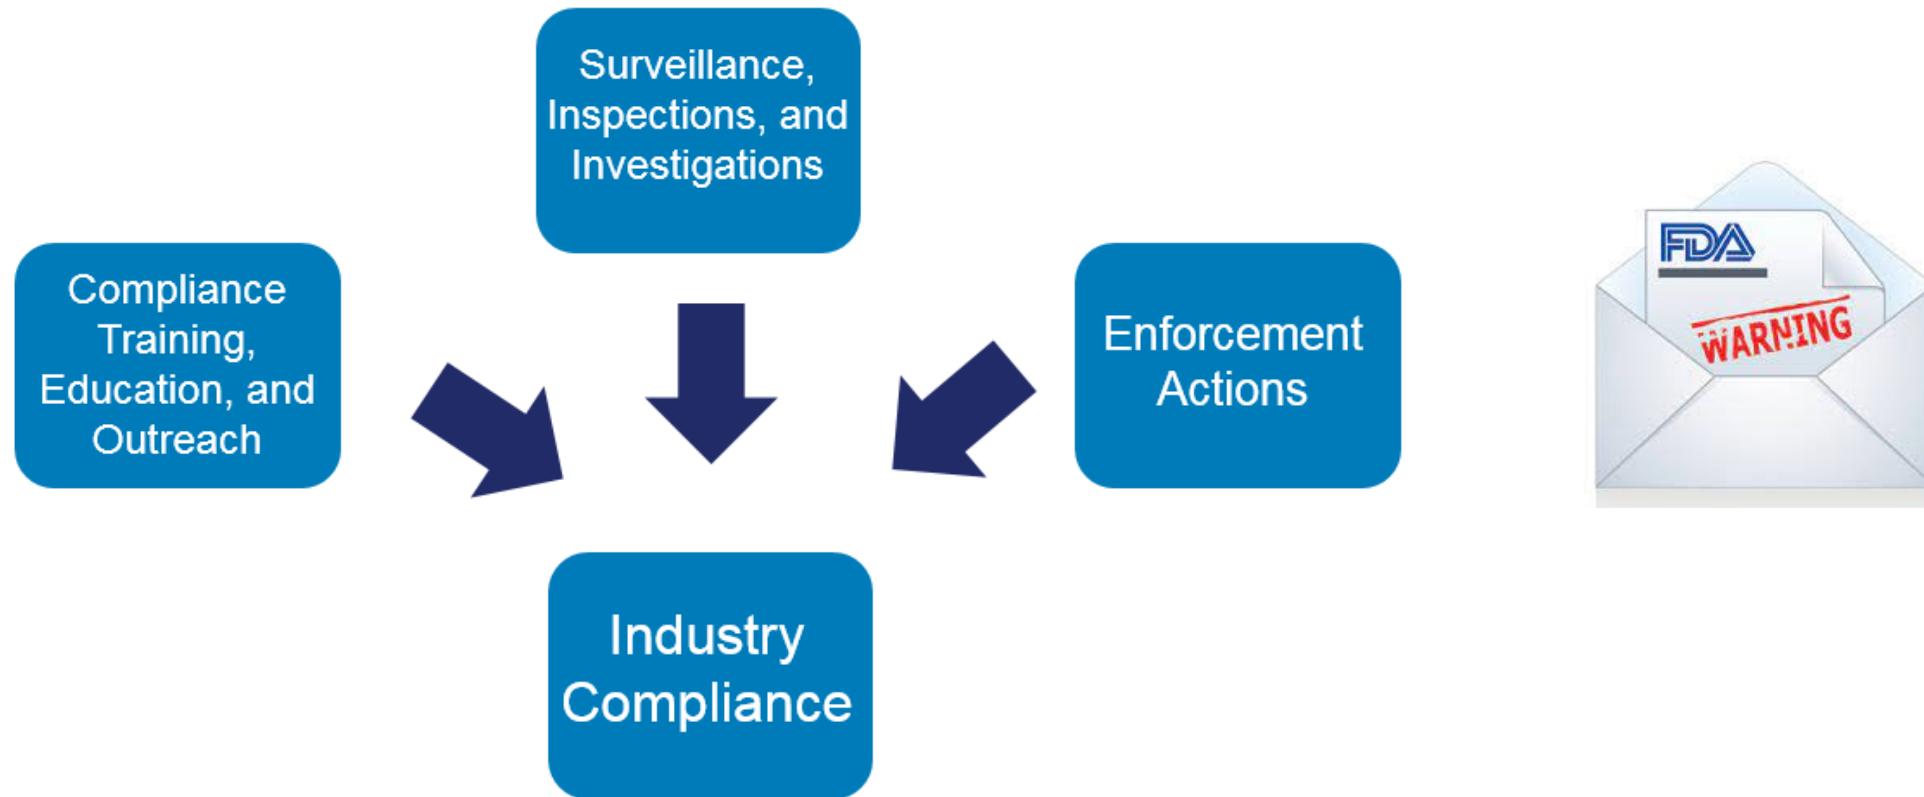 Surveillance,
Inspections, and
Investigations
Compliance
Training,
Education, and
Outreach
Enforcement
Actions
Industry
Compliance
FDA
WARNING